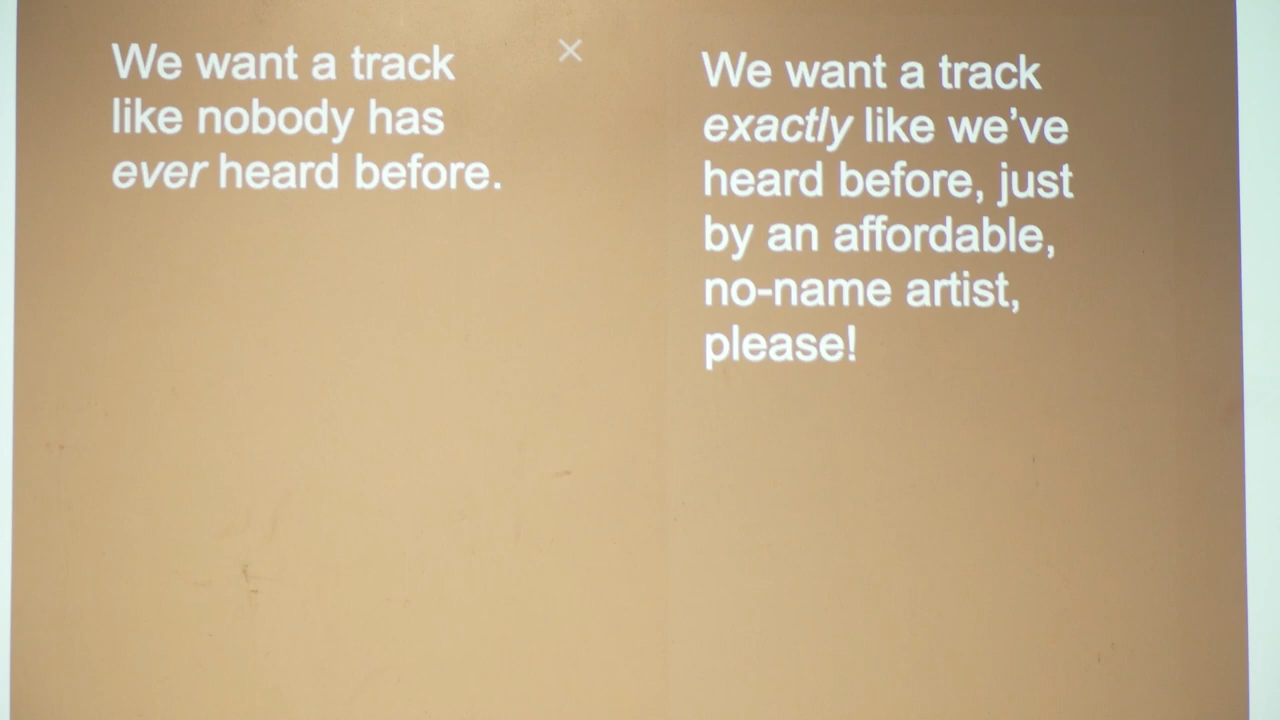 We want a track
like nobody has
ever heard before.
We want a track
exactly like we’ve
heard before, just
by an affordable,
no-name artist,
please!